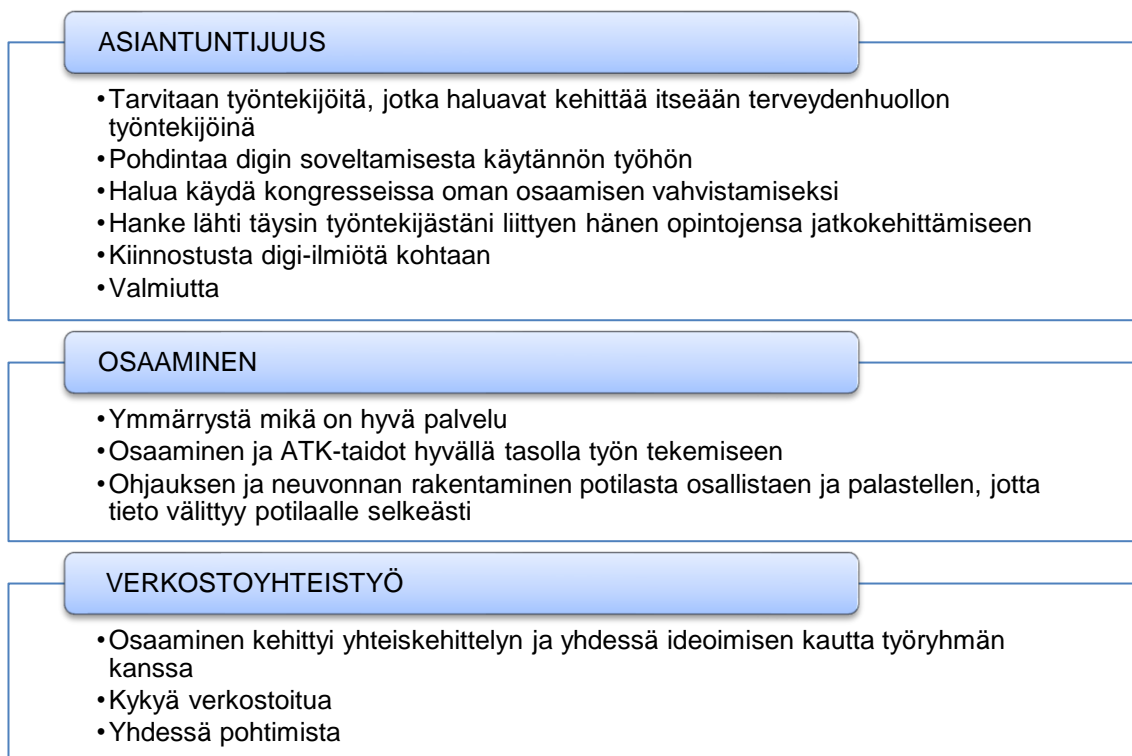 ASIANTUNTIJUUS
•Tarvitaan työntekijöitä, jotka haluavat kehittää itseään terveydenhuollon
työntekijöinä
•Pohdintaa digin soveltamisesta käytännön työhön
•Halua käydä kongresseissa oman osaamisen vahvistamiseksi
•Hanke lähti täysin työntekijästäni liittyen hänen opintojensa jatkokehittämiseen
•Kiinnostusta digi-ilmiötä kohtaan
•Valmiutta
OSAAMINEN
•Ymmärrystä mikä on hyvä palvelu
•Osaaminen ja ATK-taidot hyvällä tasolla työn tekemiseen
•Ohjauksen ja neuvonnan rakentaminen potilasta osallistaen ja palastellen, jotta
tieto välittyy potilaalle selkeästi
VERKOSTOYHTEISTYÖ
•Osaaminen kehittyi yhteiskehittelyn ja yhdessä ideoimisen kautta työryhmän
kanssa
•Kykyä verkostoitua
•Yhdessä pohtimista